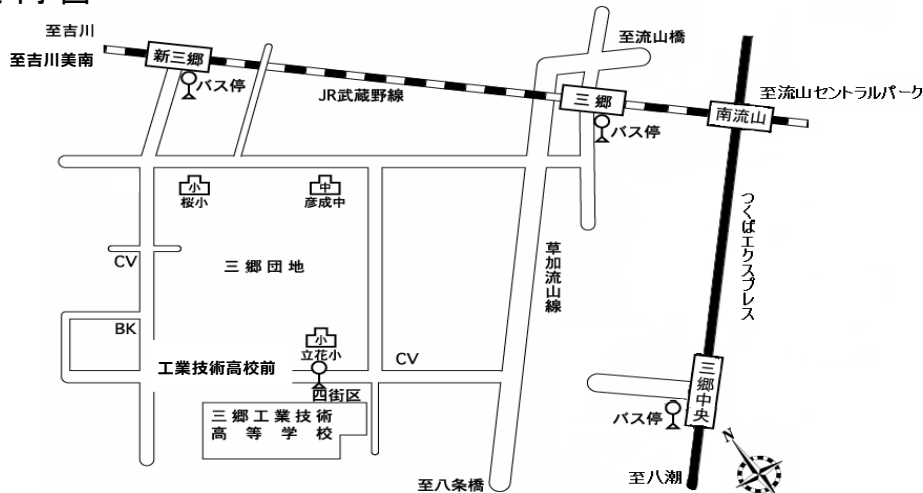 至吉川
至吉川美南
新三郷
バス停
JR武蔵野線
至流山橋
三郷
バス停
至流山セントラルパーク
南流山
小
桜小
中
彦成中
つくばエクスプレス
草加流山線
三郷団地
CV
BK
小
立花小
工業技術高校前
CV
四街区
三郷工業技術
高等学校
三郷中央
バス停
至八条橋
至八潮
N